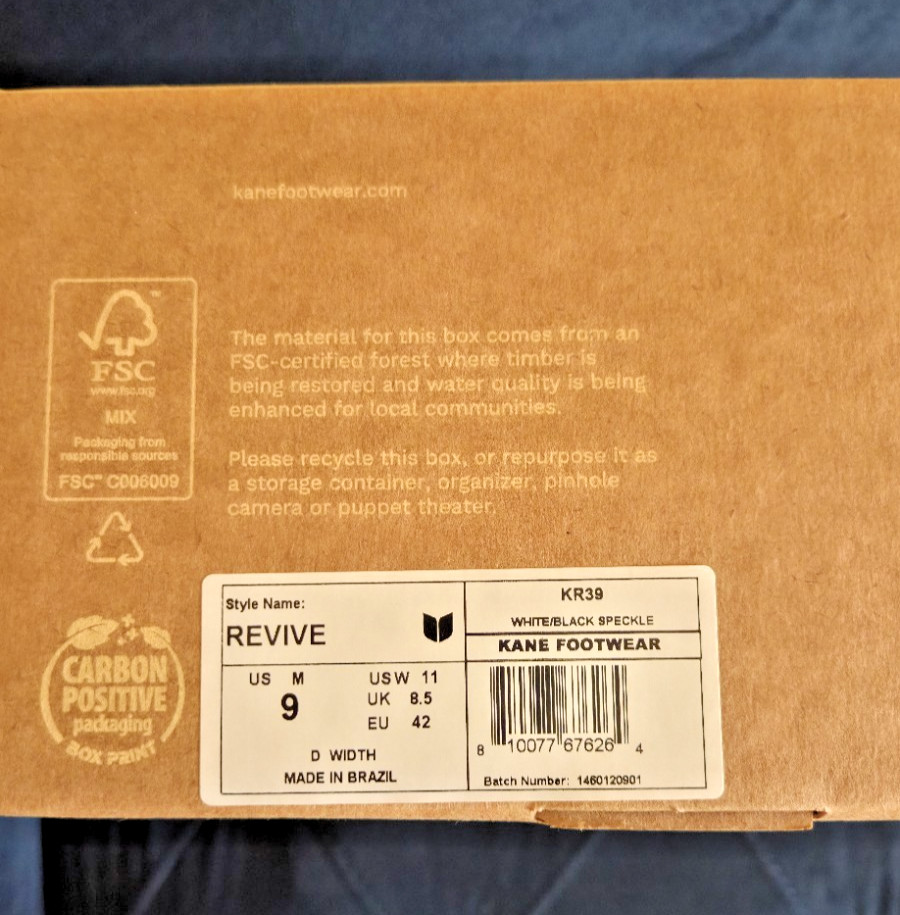 kanefootwear.com
FSC
www.fsc.org
MIX
Packaging from
responsible sources
FSC™ C006009
The material for this box comes from an
FSC-certified forest where timber is
being restored and water quality is being
enhanced for local communities.
Please recycle this box, or repurpose it as
a storage container, organizer, pinhole
camera or puppet theater.
CARBON
POSITIVE
packaging
BOX PRINT
Style Name:
REVIVE
US M
9
USW 11
UK 8.5
EU 42
D WIDTH
MADE IN BRAZIL
KR39
WHITE/BLACK SPECKLE
KANE FOOTWEAR
8 10077 67626 4
Batch Number: 1460120901